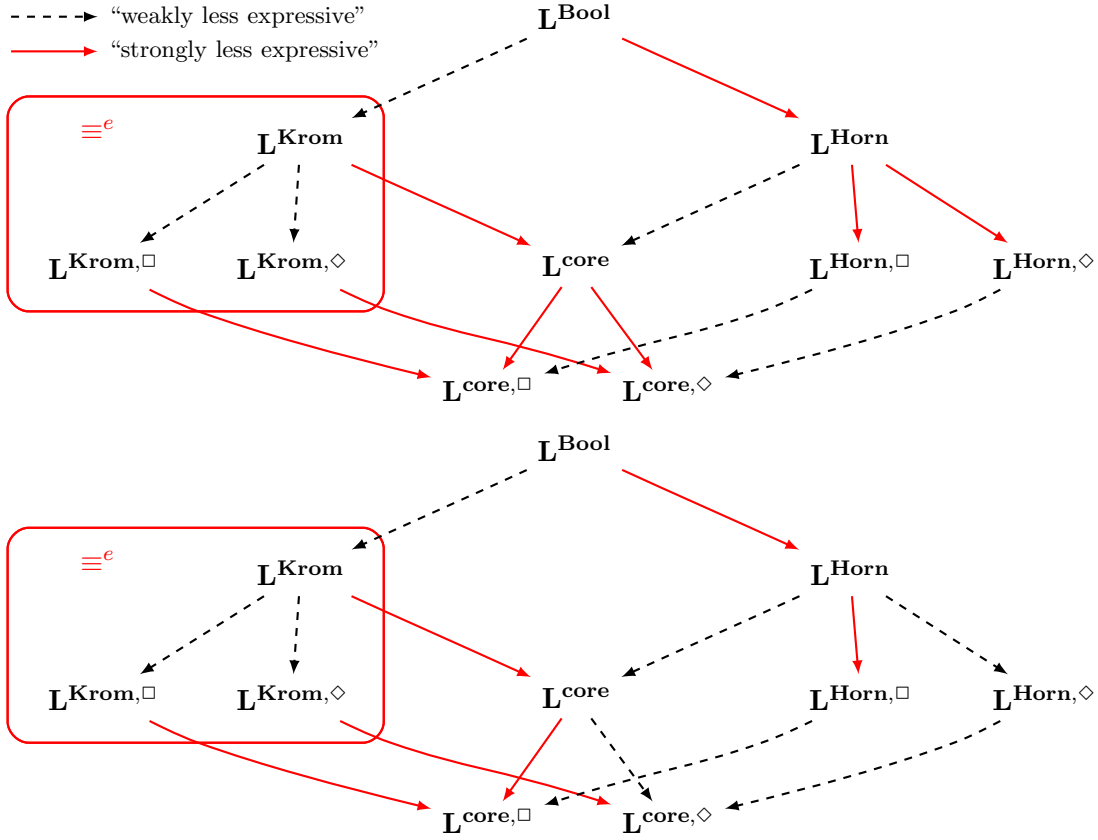 “weakly less expressive”
“strongly less expressive”
L^Bool
≡^e
L^Krom
L^Horn
L^Krom,□
L^Krom,◇
L^core
L^Horn,□
L^Horn,◇
L^core,□
L^core,◇
L^Bool
≡^e
L^Krom
L^Horn
L^Krom,□
L^Krom,◇
L^core
L^Horn,□
L^Horn,◇
L^core,□
L^core,◇